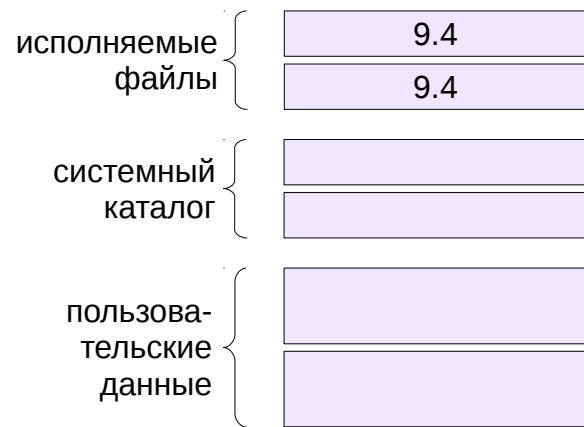 исполняемые
файлы
9.4
9.4
системный
каталог
пользова-
тельские
данные